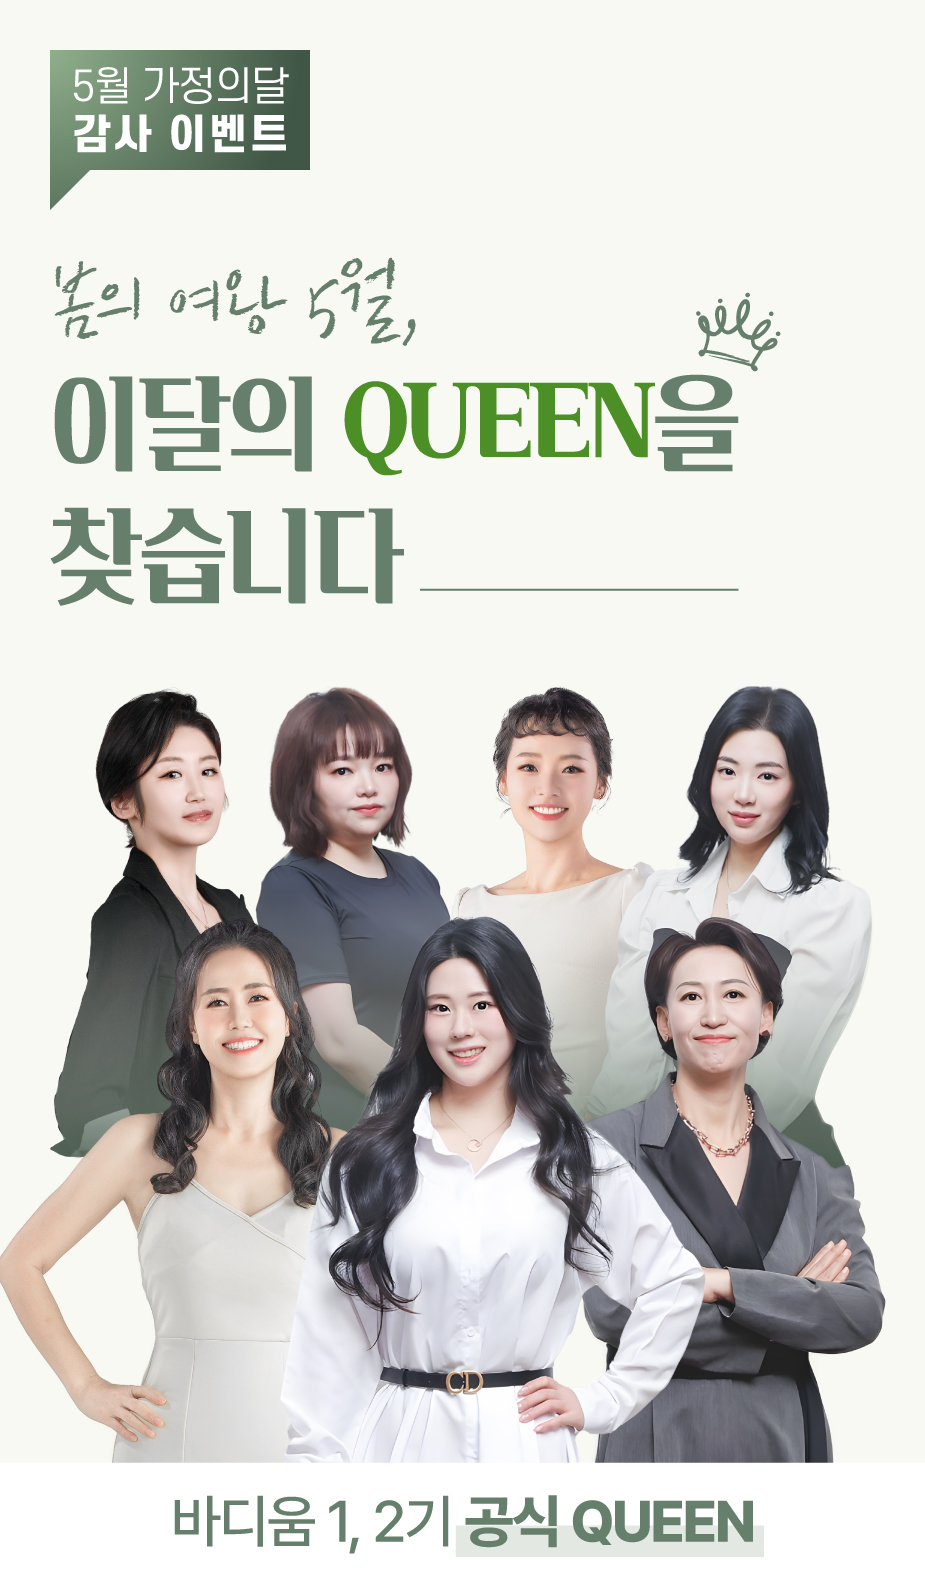 5월 가정의달
감사 이벤트
봄의 여왕 5월,
이달의 QUEEN을
찾습니다
CD
바디움 1, 2기 공식 QUEEN